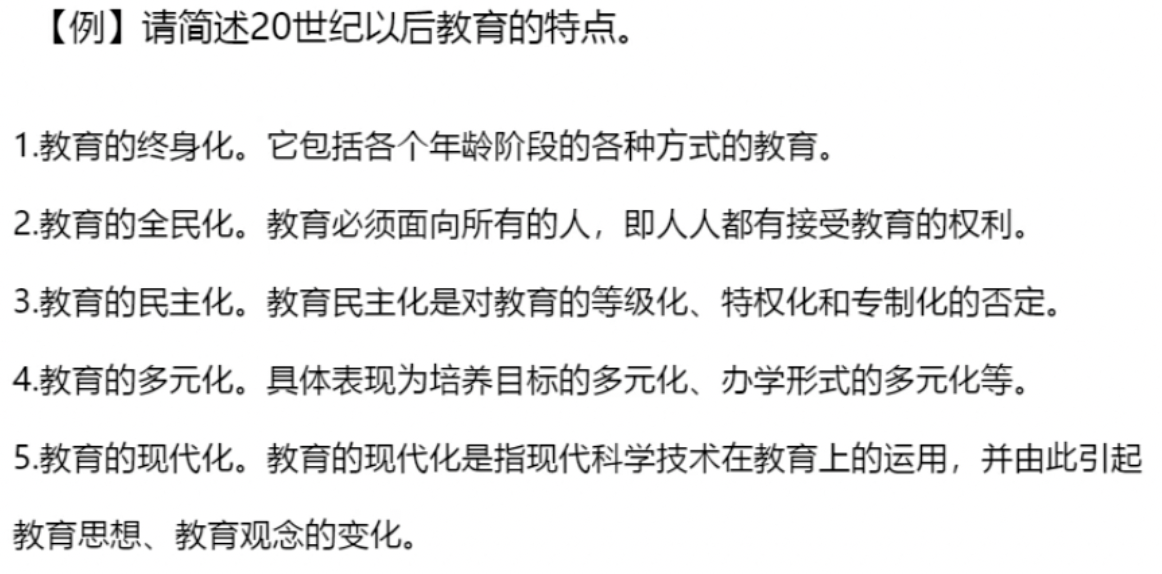 【例】请简述20世纪以后教育的特点。
1.教育的终身化。它包括各个年龄阶段的各种方式的教育。
2.教育的全民化。教育必须面向所有的人，即人人都有接受教育的权利。
3.教育的民主化。教育民主化是对教育的等级化、特权化和专制化的否定。
4.教育的多元化。具体表现为培养目标的多元化、办学形式的多元化等。
5.教育的现代化。教育的现代化是指现代科学技术在教育上的运用，并由此引起
教育思想、教育观念的变化。